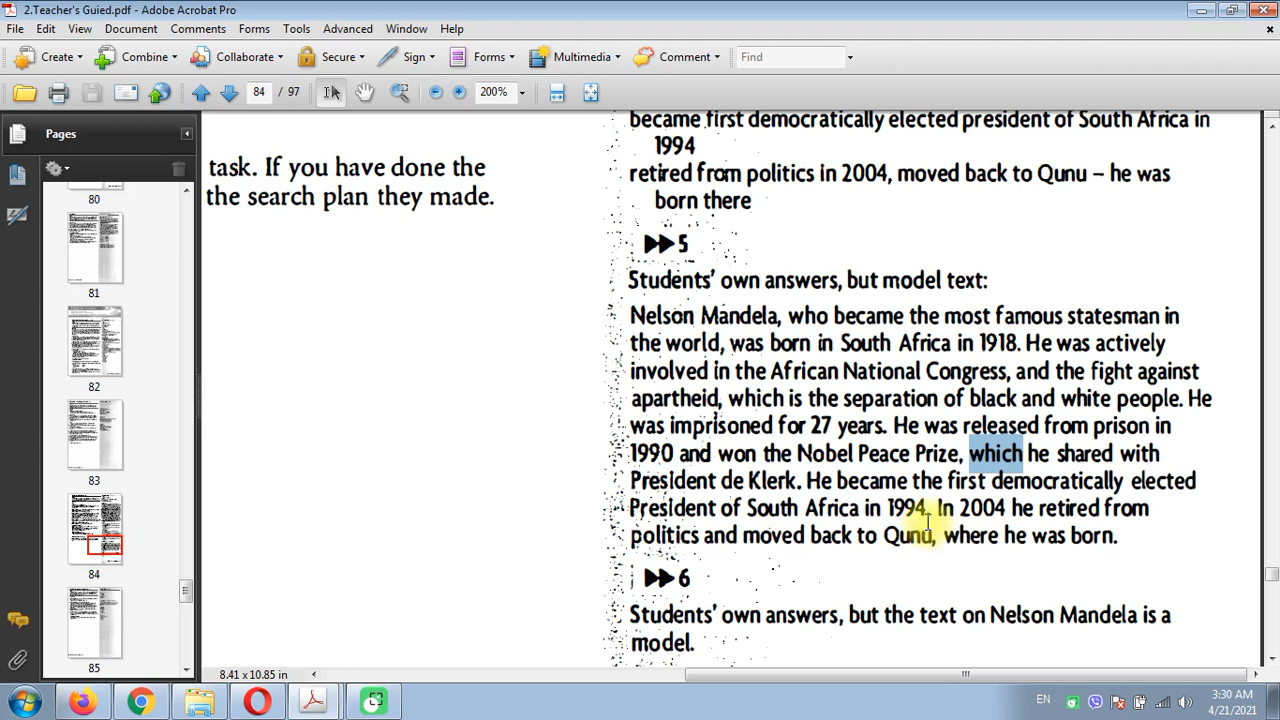 2.Teacher's Guied.pdf - Adobe Acrobat Pro
File Edit View Document Comments Forms Tools Advanced Window Help
Create Combine Collaborate Secure Sign Forms Multimedia Comment Find
84 / 97 200%
Pages
80
81
82
83
84
85
task. If you have done the
the search plan they made.
became first democratically elected president of South Africa in
1994
retired from politics in 2004, moved back to Qunu – he was
born there
5
Students' own answers, but model text:
Nelson Mandela, who became the most famous statesman in
the world, was born in South Africa in 1918. He was actively
involved in the African National Congress, and the fight against
apartheid, which is the separation of black and white people. He
was imprisoned for 27 years. He was released from prison in
1990 and won the Nobel Peace Prize, which he shared with
President de Klerk. He became the first democratically elected
President of South Africa in 1994. In 2004 he retired from
politics and moved back to Qunu, where he was born.
6
Students' own answers, but the text on Nelson Mandela is a
model.
8.41 x 10.85 in
EN
3:30 AM
4/21/2021